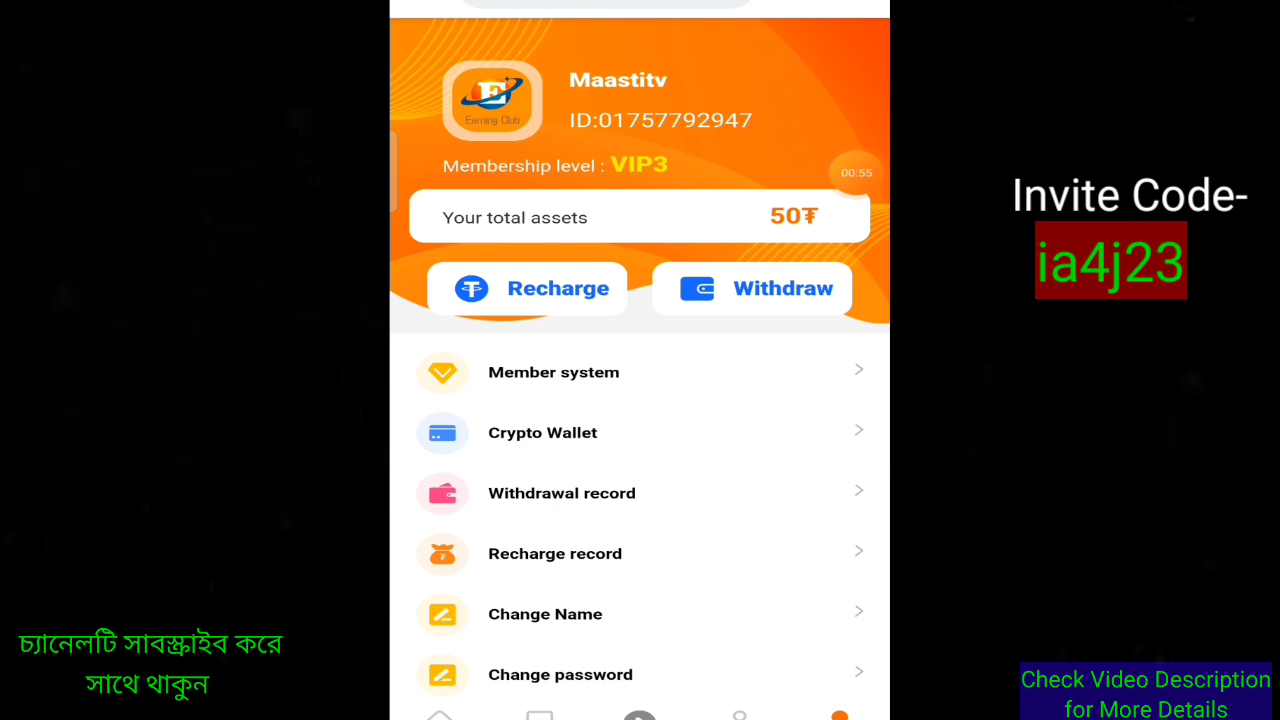 Maastitv
Earning Club
ID:01757792947
Membership level : VIP3
00:55
Your total assets 50₮
Recharge
Withdraw
Member system
Crypto Wallet
Withdrawal record
Recharge record
Change Name
Change password
Invite Code-
ia4j23
চ্যানেলটি সাবস্ক্রাইব করে
সাথে থাকুন
Check Video Description
for More Details